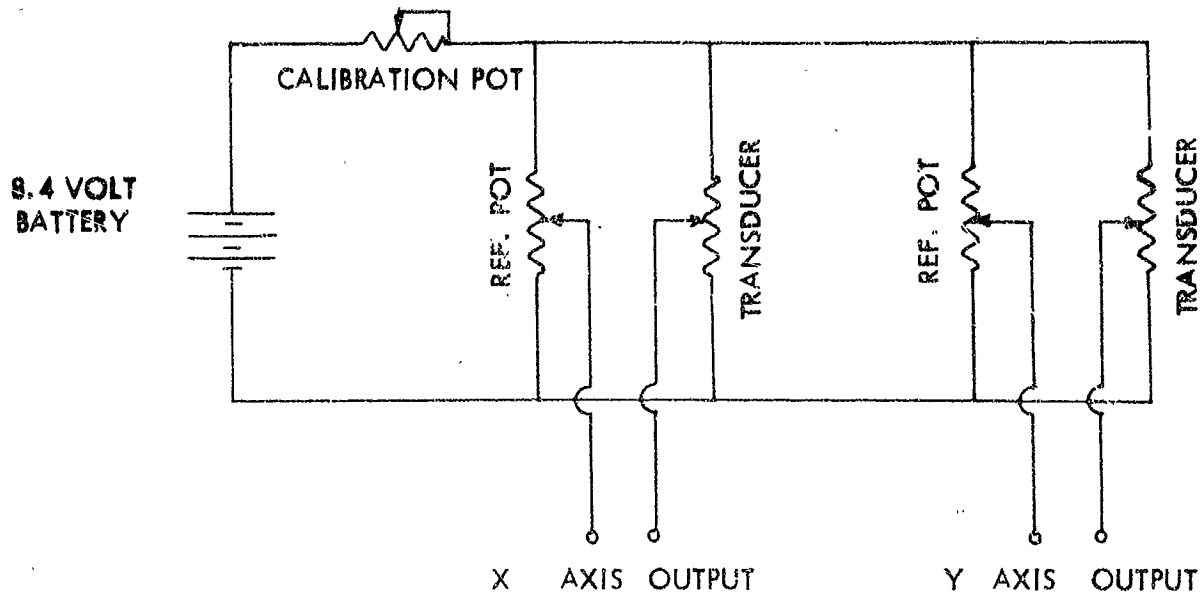 CALIBRATION POT
8.4 VOLT
BATTERY
REF. POT
TRANSDUCER
REF. POT
TRANSDUCER
X AXIS OUTPUT
Y AXIS OUTPUT